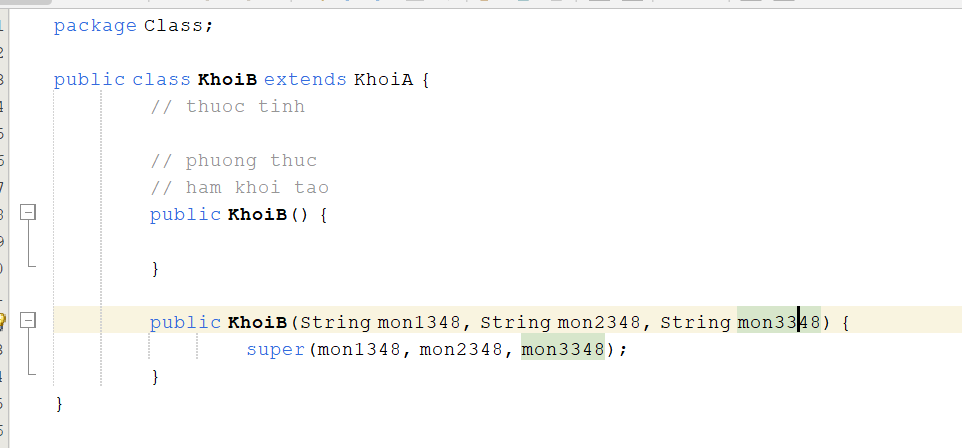 package Class;
public class KhoiB extends KhoiA {
// thuoc tinh
// phuong thuc
// ham khoi tao
public KhoiB() {
}
public KhoiB(String mon1348, String mon2348, String mon3348) {
super(mon1348, mon2348, mon3348);
}
}